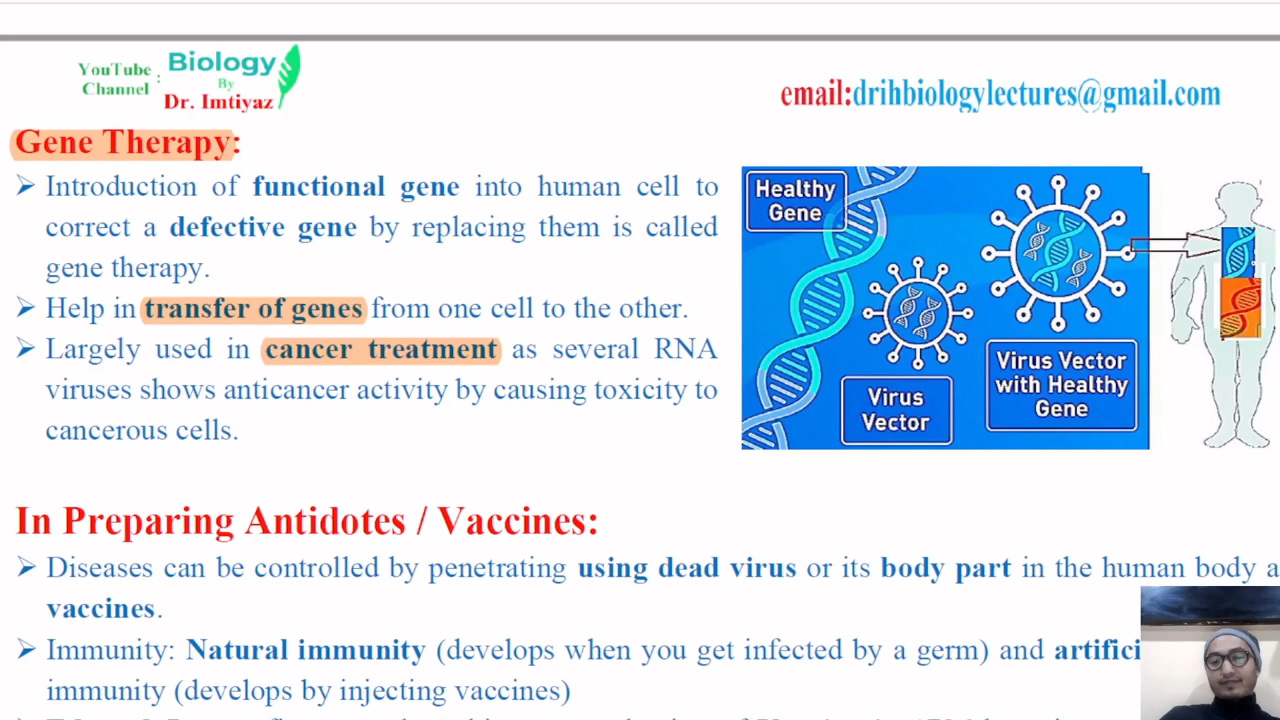 YouTube Channel :
Biology
By
Dr. Imtiyaz
email:drihbiologylectures@gmail.com
Gene Therapy:
➢ Introduction of functional gene into human cell to
correct a defective gene by replacing them is called
gene therapy.
➢ Help in transfer of genes from one cell to the other.
➢ Largely used in cancer treatment as several RNA
viruses shows anticancer activity by causing toxicity to
cancerous cells.
Healthy
Gene
Virus
Vector
Virus Vector
with Healthy
Gene
In Preparing Antidotes / Vaccines:
➢ Diseases can be controlled by penetrating using dead virus or its body part in the human body a
vaccines.
➢ Immunity: Natural immunity (develops when you get infected by a germ) and artifici
immunity (develops by injecting vaccines)